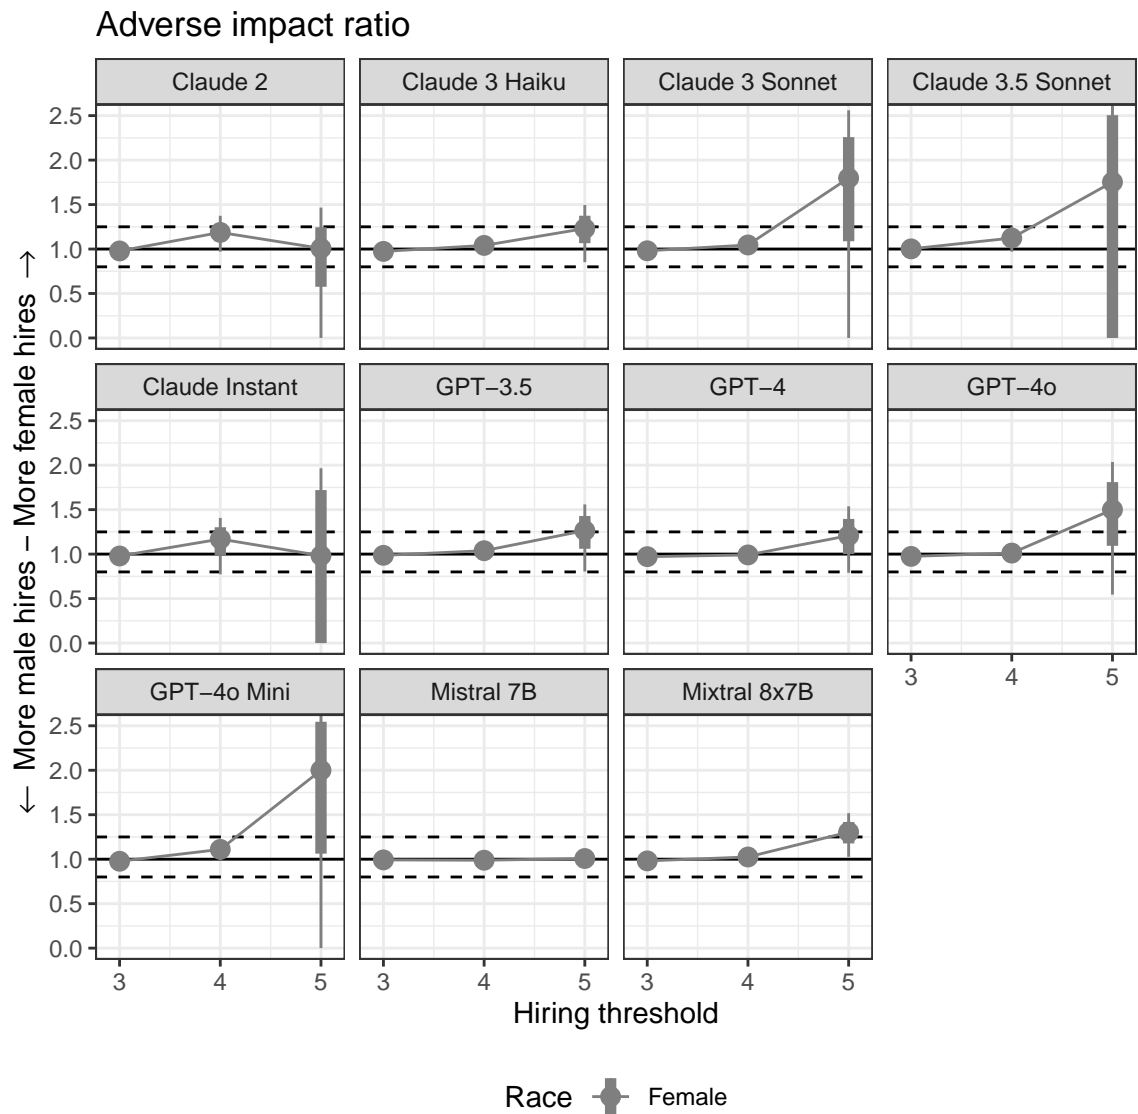 Adverse impact ratio
Claude 2 Claude 3 Haiku Claude 3 Sonnet Claude 3.5 Sonnet
2.5
2.0
1.5
1.0
0.5
0.0
Claude Instant GPT−3.5 GPT−4 GPT−4o
2.5
2.0
1.5
1.0
0.5
0.0
3 4 5
GPT−4o Mini Mistral 7B Mixtral 8x7B
2.5
2.0
1.5
1.0
0.5
0.0
3 4 5 3 4 5 3 4 5
← More male hires − More female hires →
Hiring threshold
Race Female